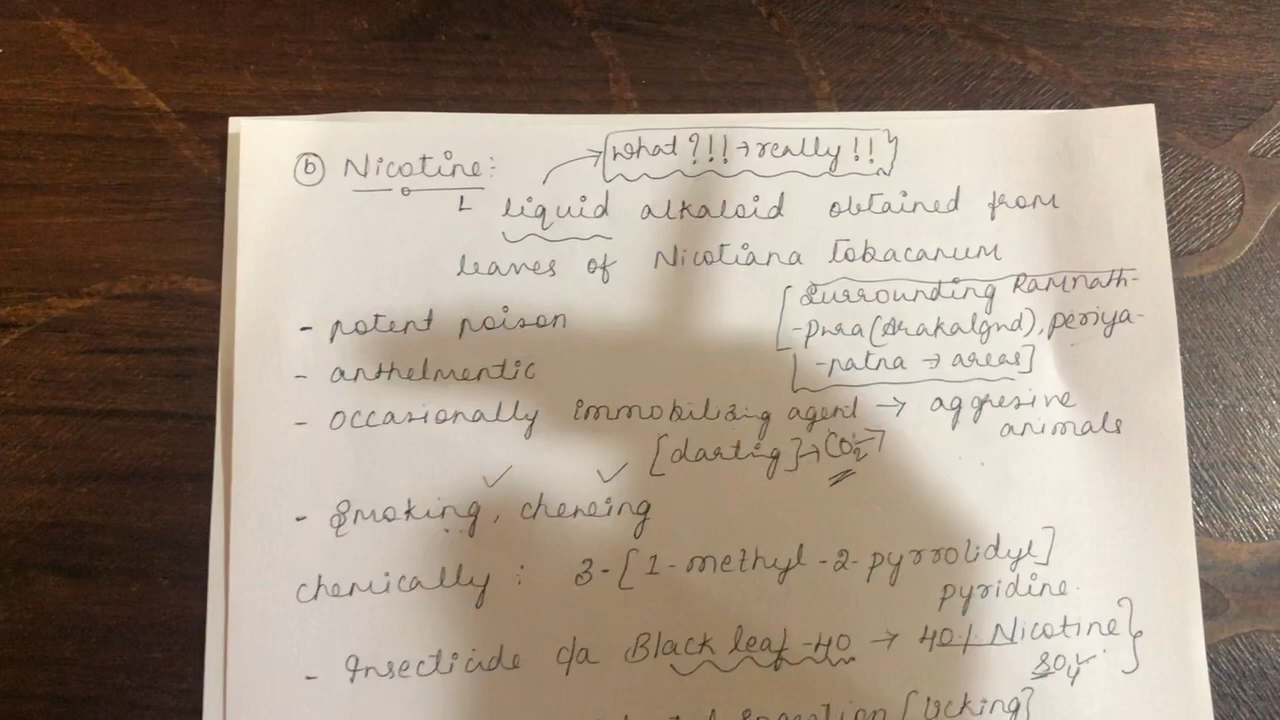 b Nicotine:
what ?!! → really !!
L liquid alkaloid obtained from
leaves of Nicotiana tobacanum
[surrounding Ramnath-
- potent poison
-pura (Arakalgud), periya-
-patna → areas]
- anthelmentic
- occasionally immobilizing agent → aggresive
animals
[darting] → CO2
- smoking, chewing
chemically : 3-[1-methyl-2-pyrrolidyl]
pyridine.
- Insecticide c/a Black leaf-40 → 40% Nicotine}
SO4
[licking]